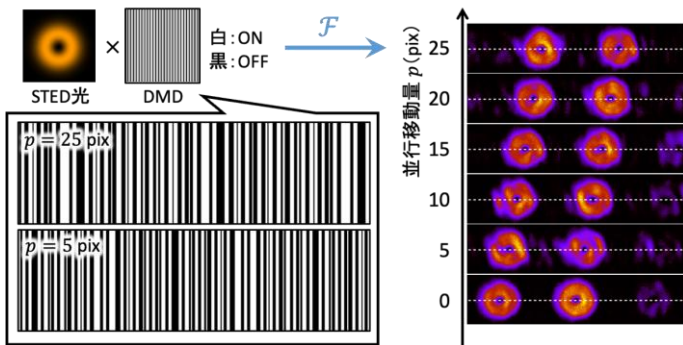 ×
白：ON
黒：OFF
ℱ
STED光
DMD
p = 25 pix
p = 5 pix
並行移動量 p (pix)
25
20
15
10
5
0